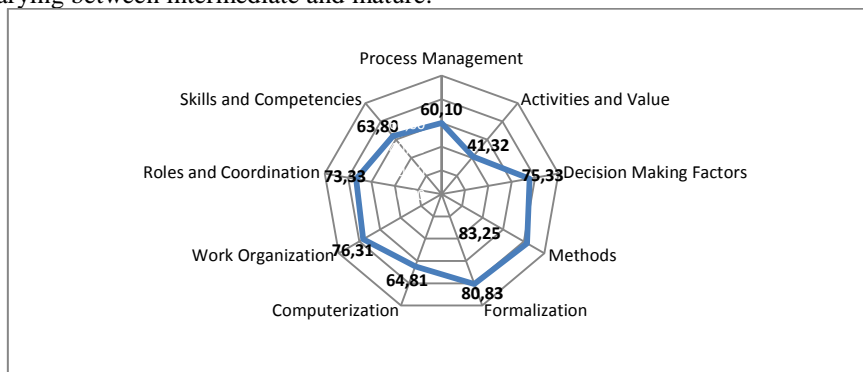 arying between intermediate and mature.
Process Management
Skills and Competencies
Activities and Value
60,10
63,80
41,32
Roles and Coordination
73,33
75,33
Decision Making Factors
83,25
Work Organization
76,31
Methods
64,81
80,83
Computerization
Formalization